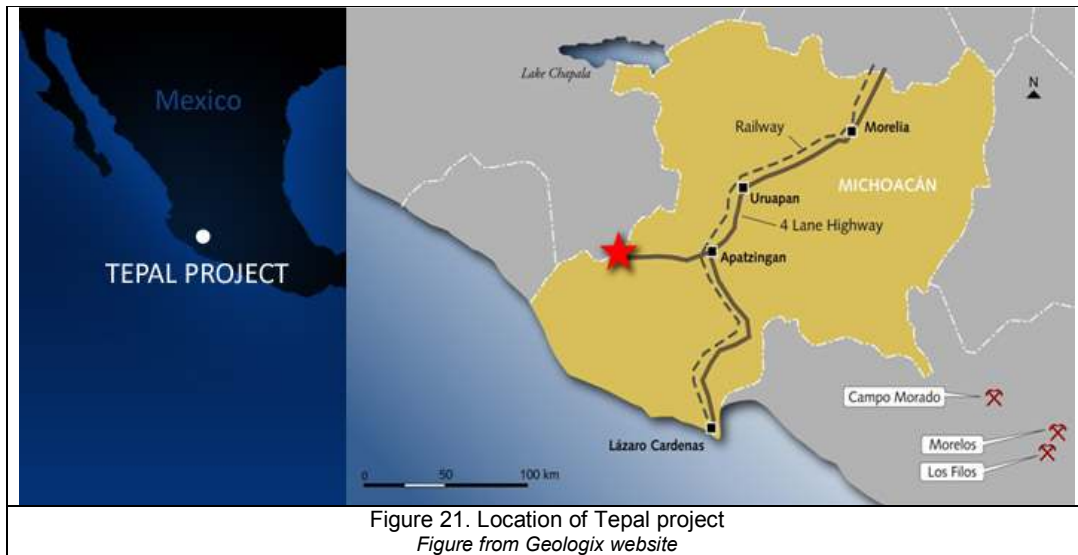 Mexico
TEPAL PROJECT
Lake Chapala
N
Railway
Morelia
MICHOACÁN
Uruapan
4 Lane Highway
Apatzingan
Campo Morado
Morelos
Los Filos
Lázaro Cardenas
0 50 100 km
Figure 21. Location of Tepal project
Figure from Geologix website